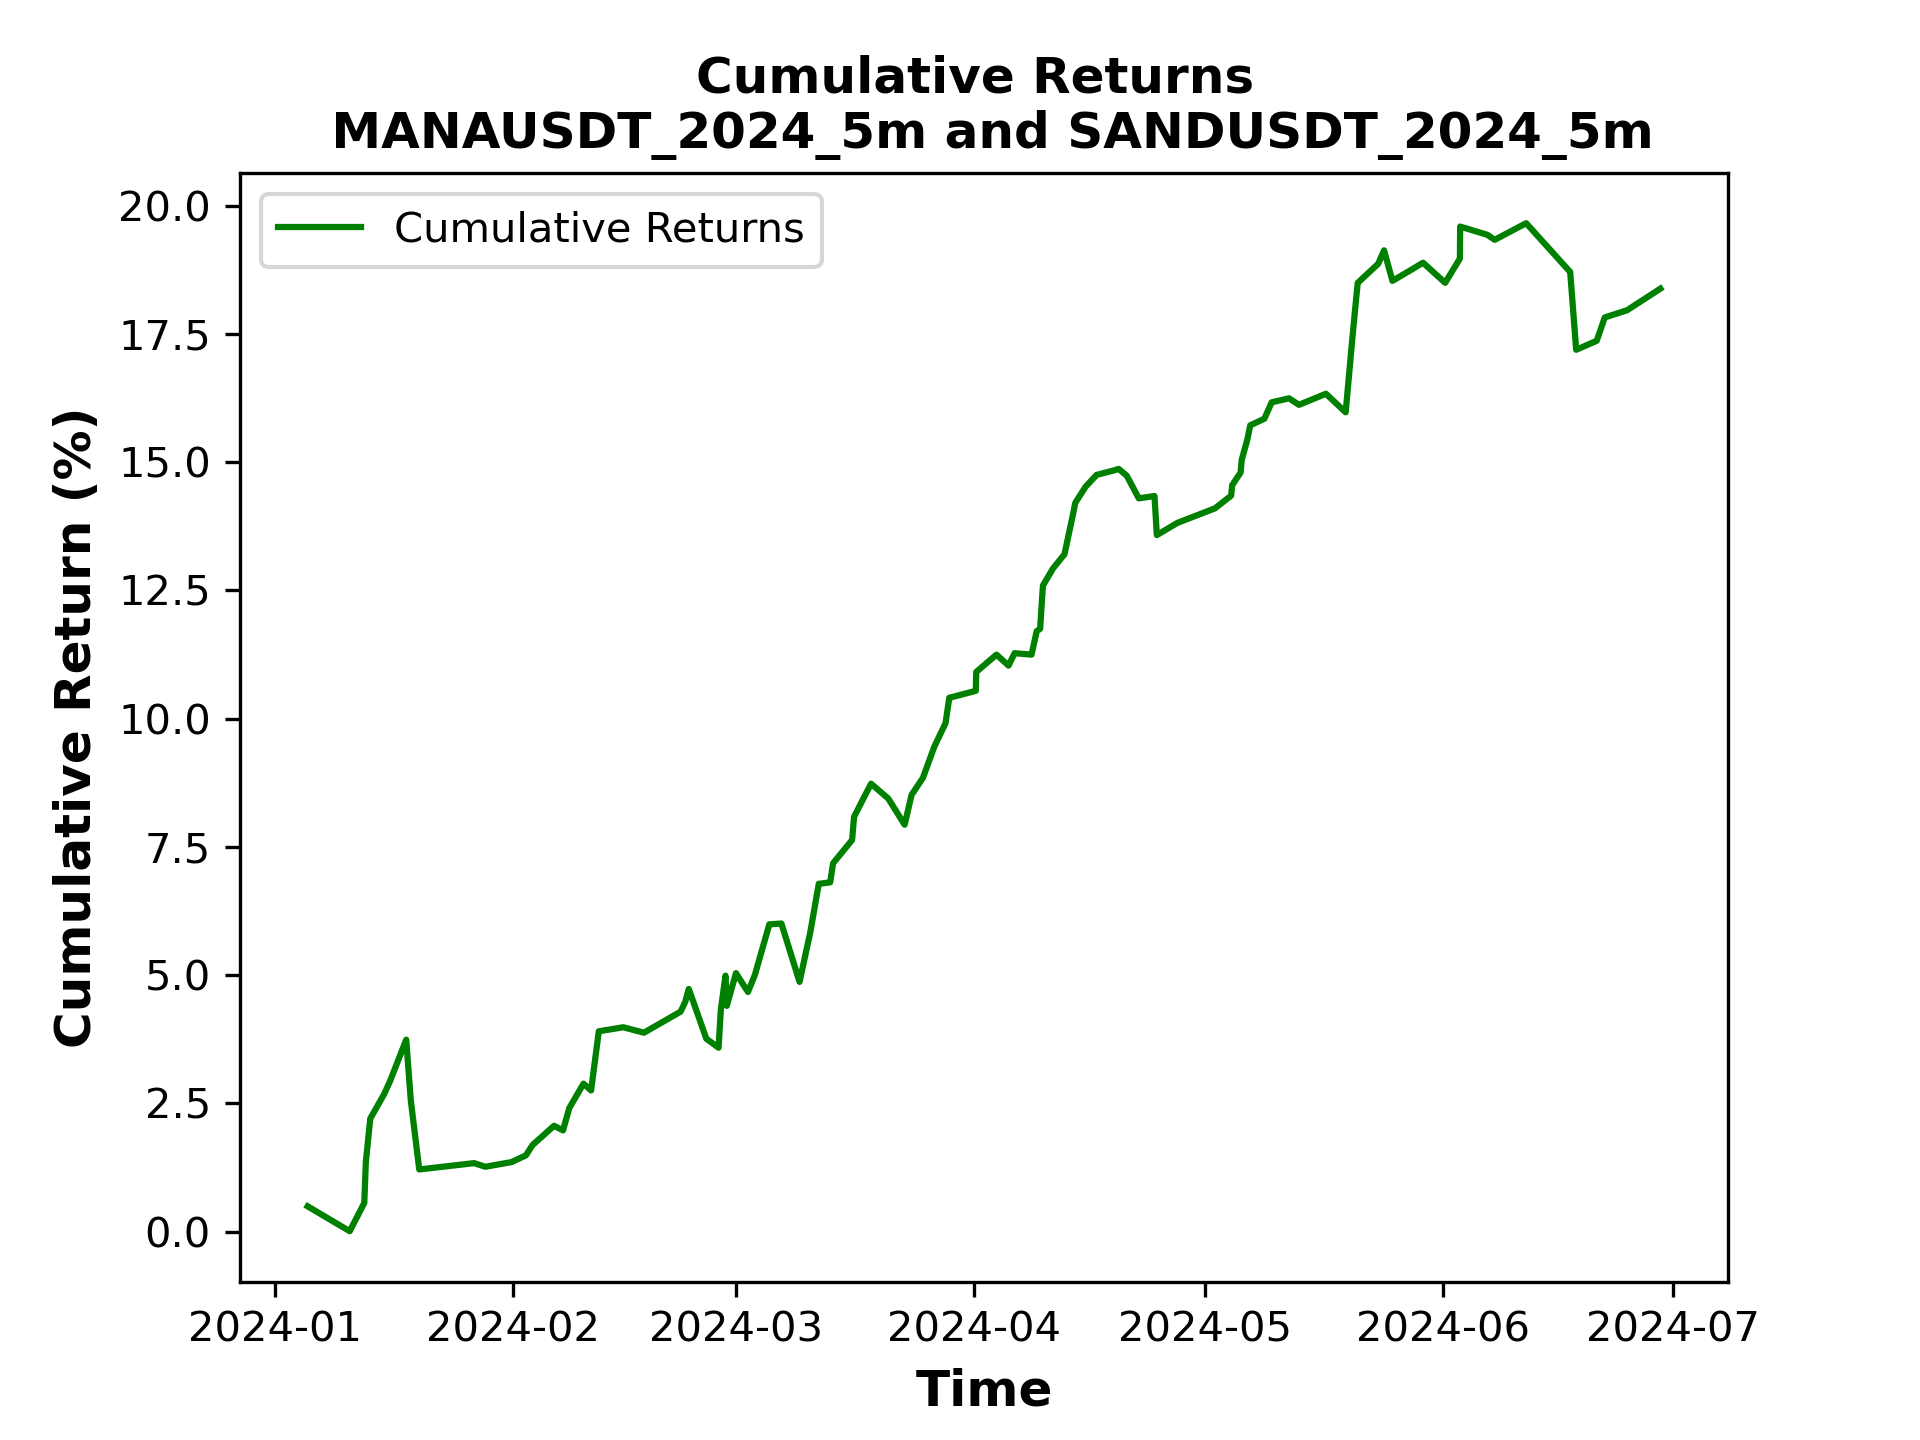 Cumulative Returns
MANAUSDT_2024_5m and SANDUSDT_2024_5m
Cumulative Returns
20.0
17.5
15.0
12.5
10.0
7.5
5.0
2.5
0.0
Cumulative Return (%)
2024-01 2024-02 2024-03 2024-04 2024-05 2024-06 2024-07
Time